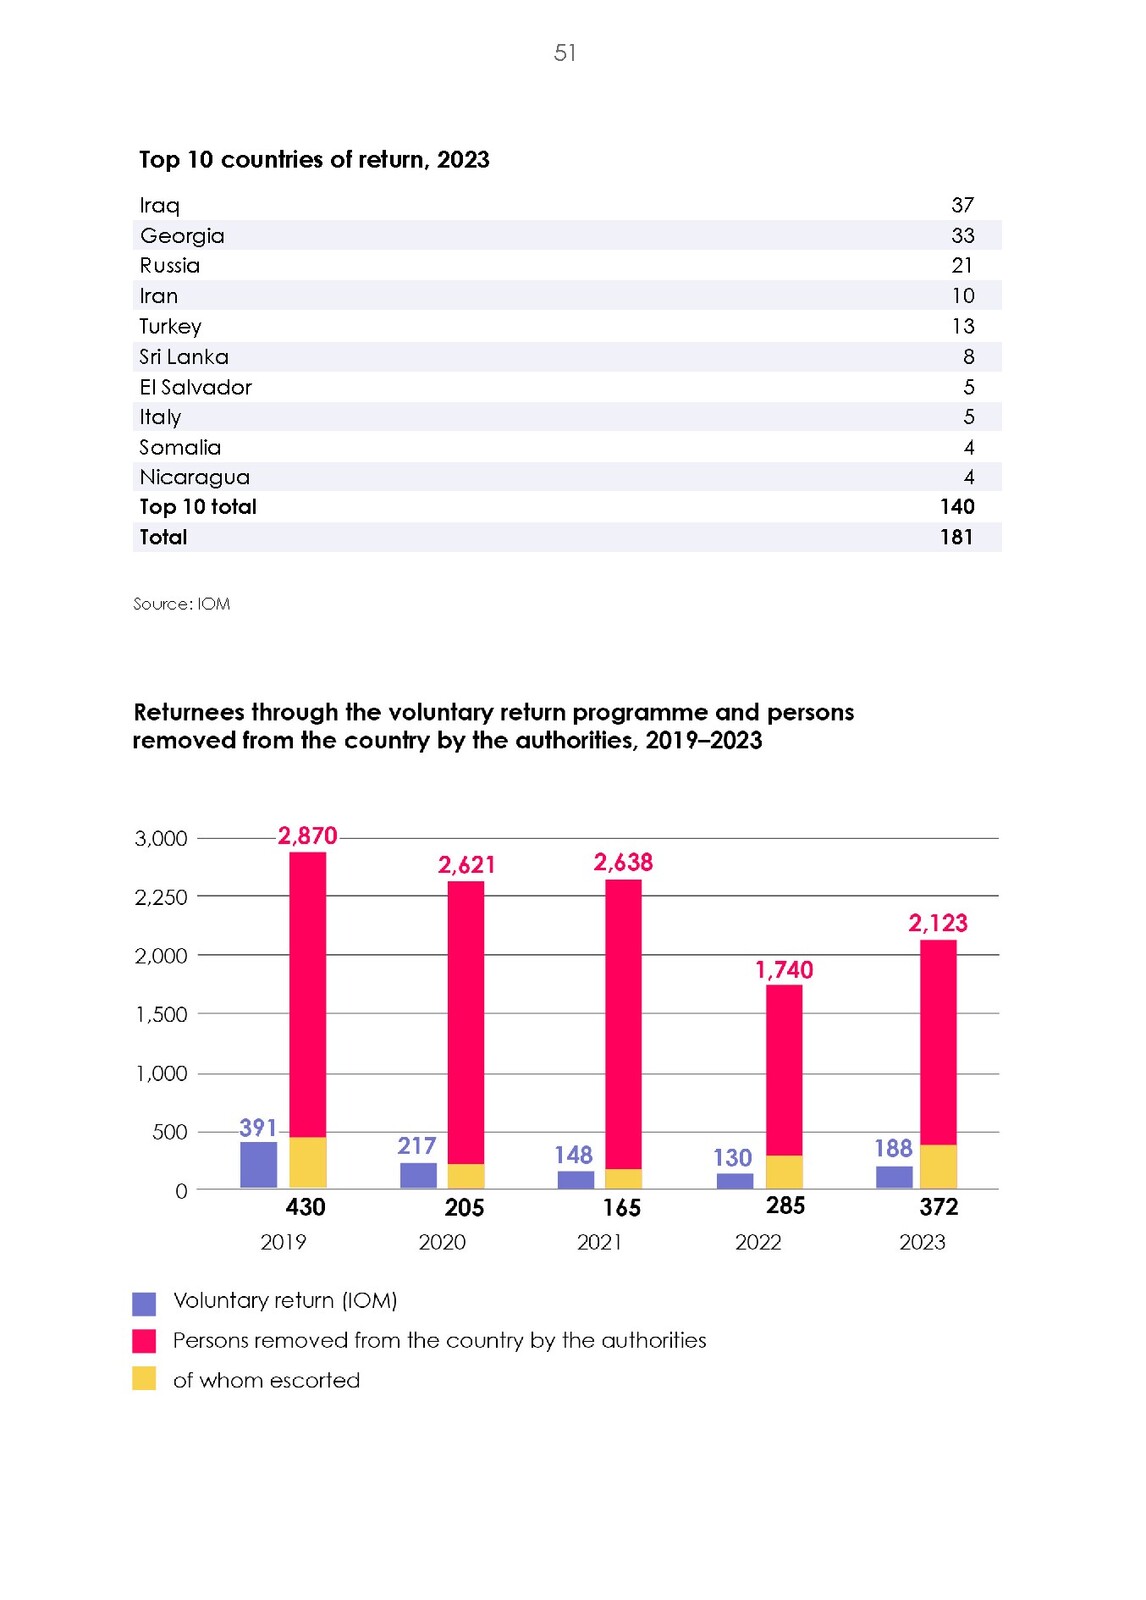 51
Top 10 countries of return, 2023
Iraq 37
Georgia 33
Russia 21
Iran 10
Turkey 13
Sri Lanka 8
El Salvador 5
Italy 5
Somalia 4
Nicaragua 4
Top 10 total 140
Total 181
Source: IOM
Returnees through the voluntary return programme and persons
removed from the country by the authorities, 2019–2023
3,000
2,250
2,000
1,500
1,000
500
0
2,870
2,621
2,638
1,740
2,123
391
217
148
130
188
430 205 165 285 372
2019 2020 2021 2022 2023
Voluntary return (IOM)
Persons removed from the country by the authorities
of whom escorted